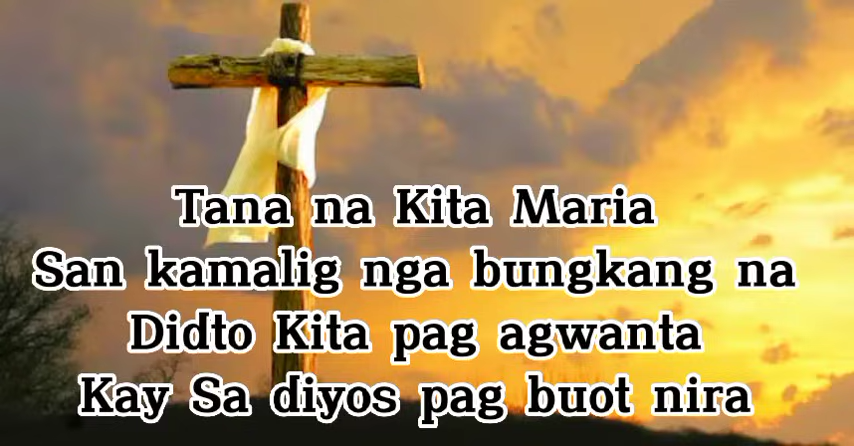 Tana na Kita Maria
San kamalig nga bungkang na
Didto Kita pag agwanta
Kay Sa diyos pag buot nira